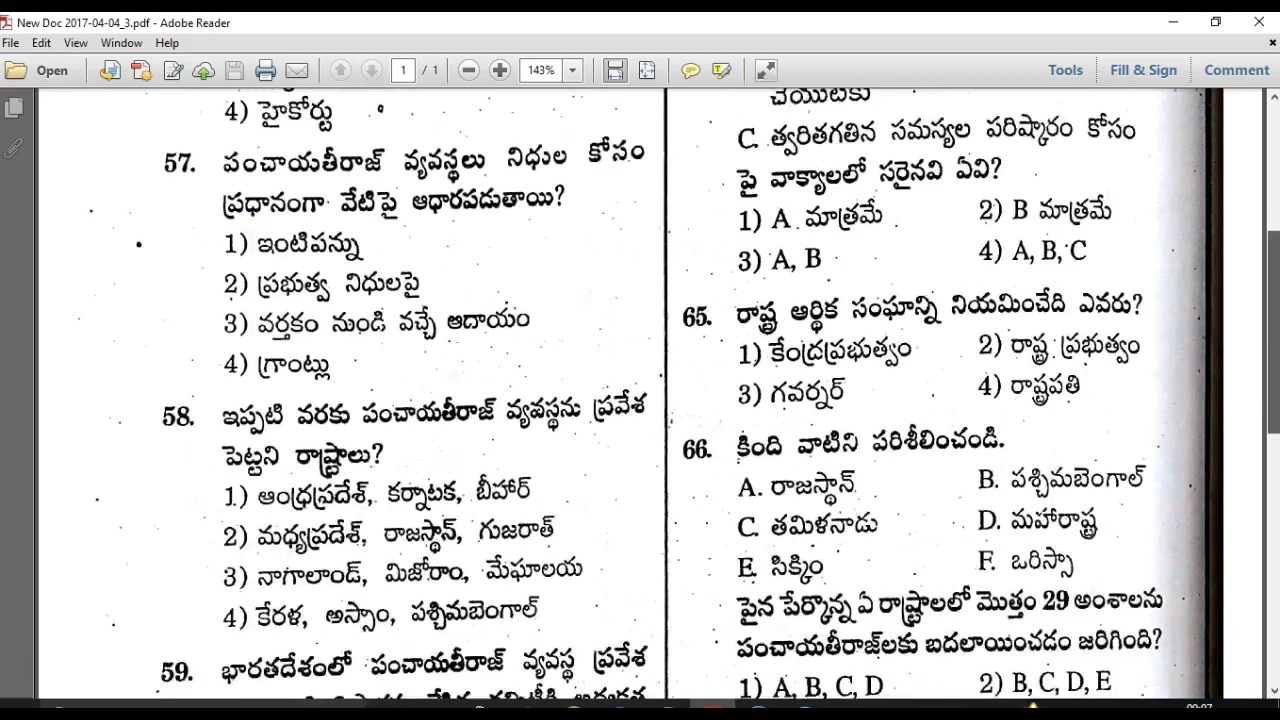 New Doc 2017-04-04_3.pdf - Adobe Reader
File Edit View Window Help
Open 1 / 1 143% Tools Fill & Sign Comment
4) హైకోర్టు
57. పంచాయతీరాజ్ వ్యవస్థలు నిధుల కోసం
ప్రధానంగా వేటిపై ఆధారపడుతాయి?
1) ఇంటిపన్ను
2) ప్రభుత్వ నిధులపై
3) వర్తకం నుండి వచ్చే ఆదాయం
4) గ్రాంట్లు
58. ఇప్పటి వరకు పంచాయతీరాజ్ వ్యవస్థను ప్రవేశ
పెట్టని రాష్ట్రాలు?
1) ఆంధ్రప్రదేశ్, కర్నాటక, బీహార్
2) మధ్యప్రదేశ్, రాజస్థాన్, గుజరాత్
3) నాగాలాండ్, మిజోరాం, మేఘాలయ
4) కేరళ, అస్సాం, పశ్చిమబెంగాల్
59. భారతదేశంలో పంచాయతీరాజ్ వ్యవస్థ ప్రవేశ
చేయుటకు
C. త్వరితగతిన సమస్యల పరిష్కారం కోసం
పై వాక్యాలలో సరైనవి ఏవి?
1) A మాత్రమే 2) B మాత్రమే
3) A, B 4) A, B, C
65. రాష్ట్ర ఆర్థిక సంఘాన్ని నియమించేది ఎవరు?
1) కేంద్రప్రభుత్వం 2) రాష్ట్ర ప్రభుత్వం
3) గవర్నర్ 4) రాష్ట్రపతి
66. కింది వాటిని పరిశీలించండి.
A. రాజస్థాన్ B. పశ్చిమబెంగాల్
C. తమిళనాడు D. మహారాష్ట్ర
E. సిక్కిం F. ఒరిస్సా
పైన పేర్కొన్న ఏ రాష్ట్రాలలో మొత్తం 29 అంశాలను
పంచాయతీరాజ్‌లకు బదలాయించడం జరిగింది?
1) A, B, C, D 2) B, C, D, E